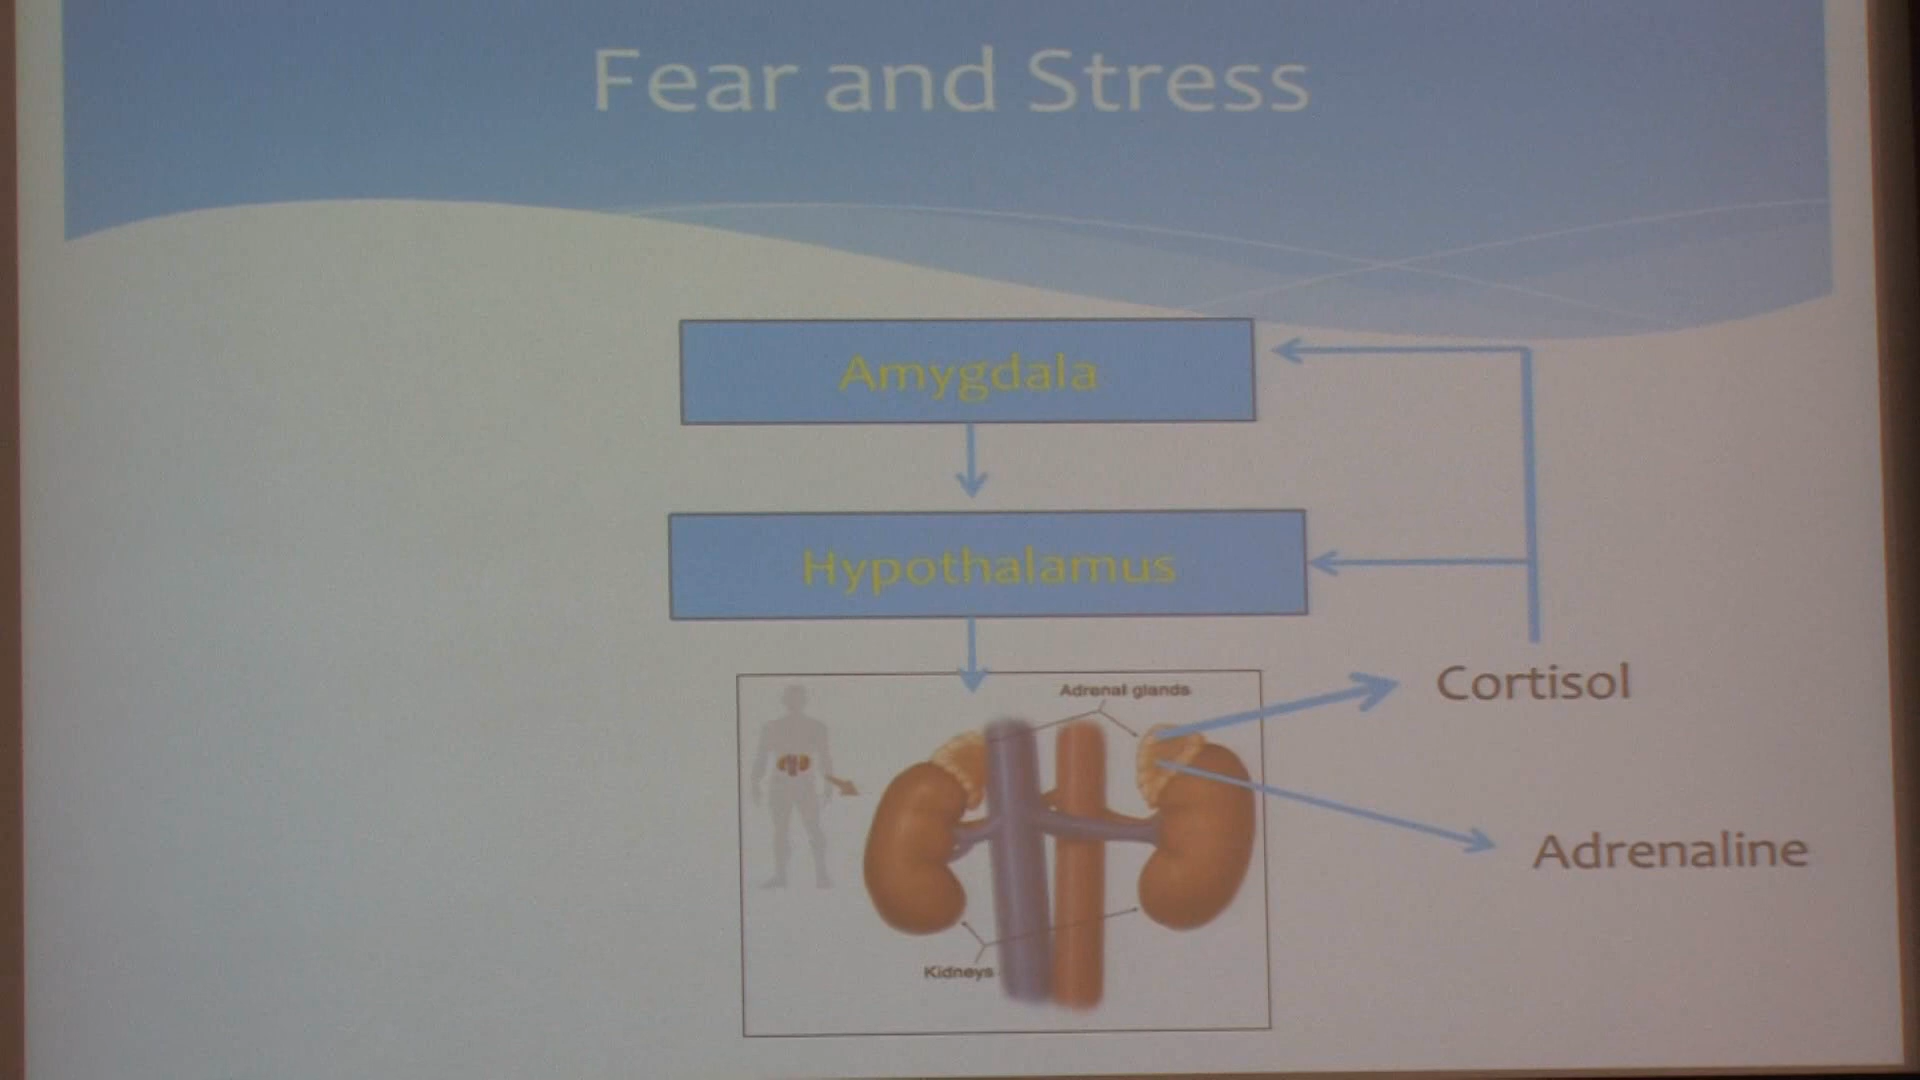 Fear and Stress
Amygdala
Hypothalamus
Adrenal glands
Cortisol
Adrenaline
Kidneys